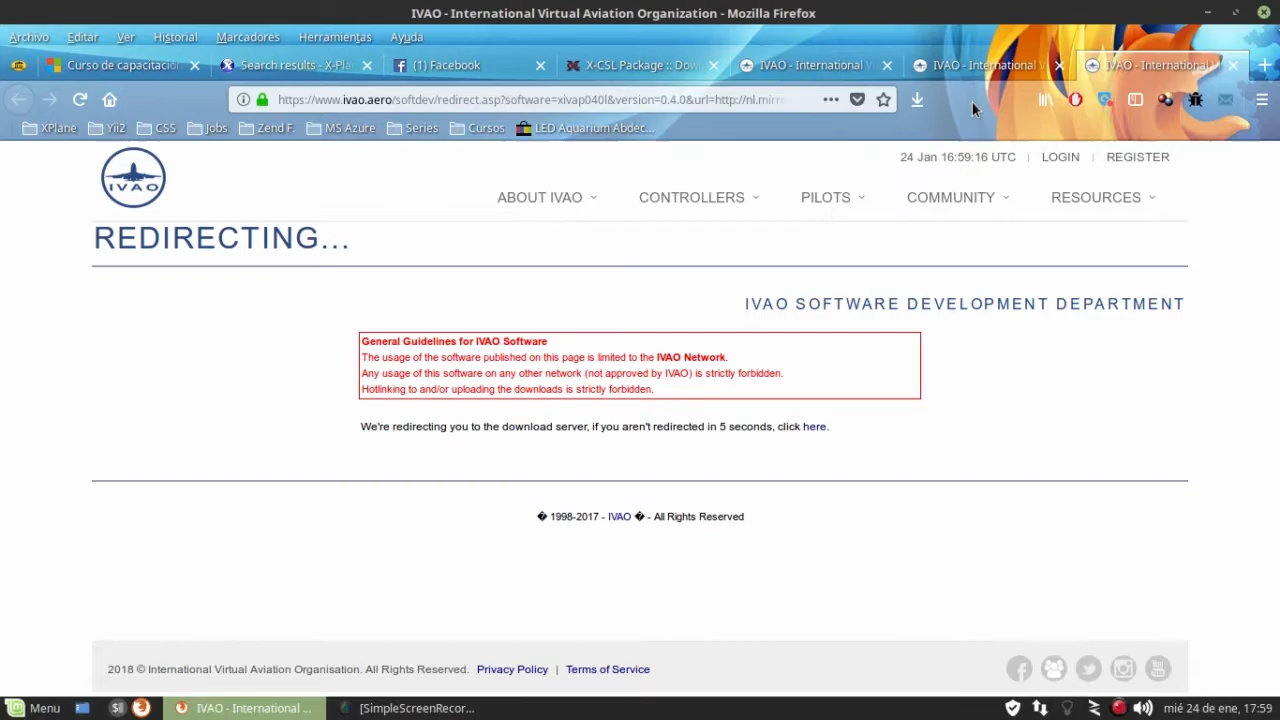 IVAO - International Virtual Aviation Organization - Mozilla Firefox
Archivo Editar Ver Historial Marcadores Herramientas Ayuda
Curso de capacitación Search results - X-Pla (1) Facebook X-CSL Package :: Dow IVAO - International V IVAO - International V IVAO - International
https://www.ivao.aero/softdev/redirect.asp?software=xivap040l&version=0.4.0&url=http://nl.mirro
XPlane Yii2 CSS Jobs Zend F. MS Azure Series Cursos LED Aquarium Abdec...
IVAO
24 Jan 16:59:16 UTC | LOGIN | REGISTER
ABOUT IVAO CONTROLLERS PILOTS COMMUNITY RESOURCES
REDIRECTING...
IVAO SOFTWARE DEVELOPMENT DEPARTMENT
General Guidelines for IVAO Software
The usage of the software published on this page is limited to the IVAO Network.
Any usage of this software on any other network (not approved by IVAO) is strictly forbidden.
Hotlinking to and/or uploading the downloads is strictly forbidden.
We're redirecting you to the download server, if you aren't redirected in 5 seconds, click here.
� 1998-2017 - IVAO � - All Rights Reserved
2018 © International Virtual Aviation Organisation. All Rights Reserved. Privacy Policy | Terms of Service
Menu IVAO - International ... [SimpleScreenRecor... mié 24 de ene, 17:59